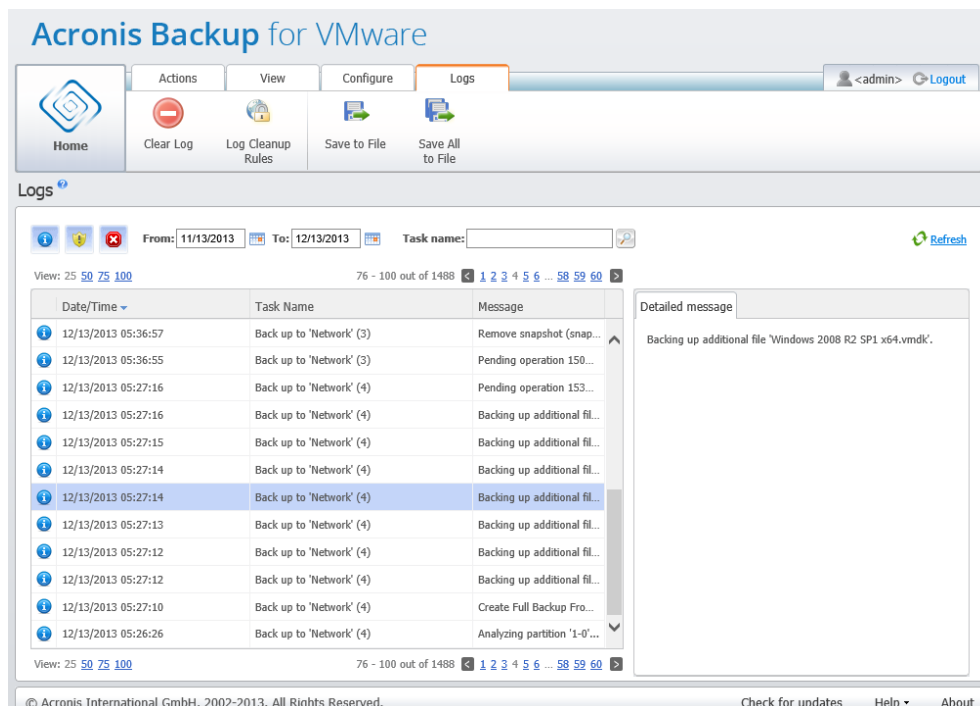 Acronis Backup for VMware
Actions View Configure Logs
<admin> Logout
Home
Clear Log
Log Cleanup Rules
Save to File
Save All to File
Logs
From: 11/13/2013 To: 12/13/2013 Task name:
Refresh
View: 25 50 75 100 76 - 100 out of 1488 1 2 3 4 5 6 ... 58 59 60
Date/Time Task Name Message
12/13/2013 05:36:57 Back up to 'Network' (3) Remove snapshot (snap...
12/13/2013 05:36:55 Back up to 'Network' (3) Pending operation 150...
12/13/2013 05:27:16 Back up to 'Network' (4) Pending operation 153...
12/13/2013 05:27:16 Back up to 'Network' (4) Backing up additional fil...
12/13/2013 05:27:15 Back up to 'Network' (4) Backing up additional fil...
12/13/2013 05:27:14 Back up to 'Network' (4) Backing up additional fil...
12/13/2013 05:27:14 Back up to 'Network' (4) Backing up additional fil...
12/13/2013 05:27:13 Back up to 'Network' (4) Backing up additional fil...
12/13/2013 05:27:12 Back up to 'Network' (4) Backing up additional fil...
12/13/2013 05:27:12 Back up to 'Network' (4) Backing up additional fil...
12/13/2013 05:27:10 Back up to 'Network' (4) Create Full Backup Fro...
12/13/2013 05:26:26 Back up to 'Network' (4) Analyzing partition '1-0'...
Detailed message
Backing up additional file 'Windows 2008 R2 SP1 x64.vmdk'.
View: 25 50 75 100 76 - 100 out of 1488 1 2 3 4 5 6 ... 58 59 60
© Acronis International GmbH, 2002-2013. All Rights Reserved. Check for updates Help About